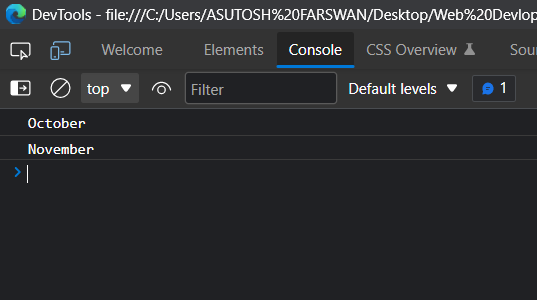 DevTools - file:///C:/Users/ASUTOSH%20FARSWAN/Desktop/Web%20Devlop
Welcome Elements Console CSS Overview Sou
top Filter Default levels 1
October
November